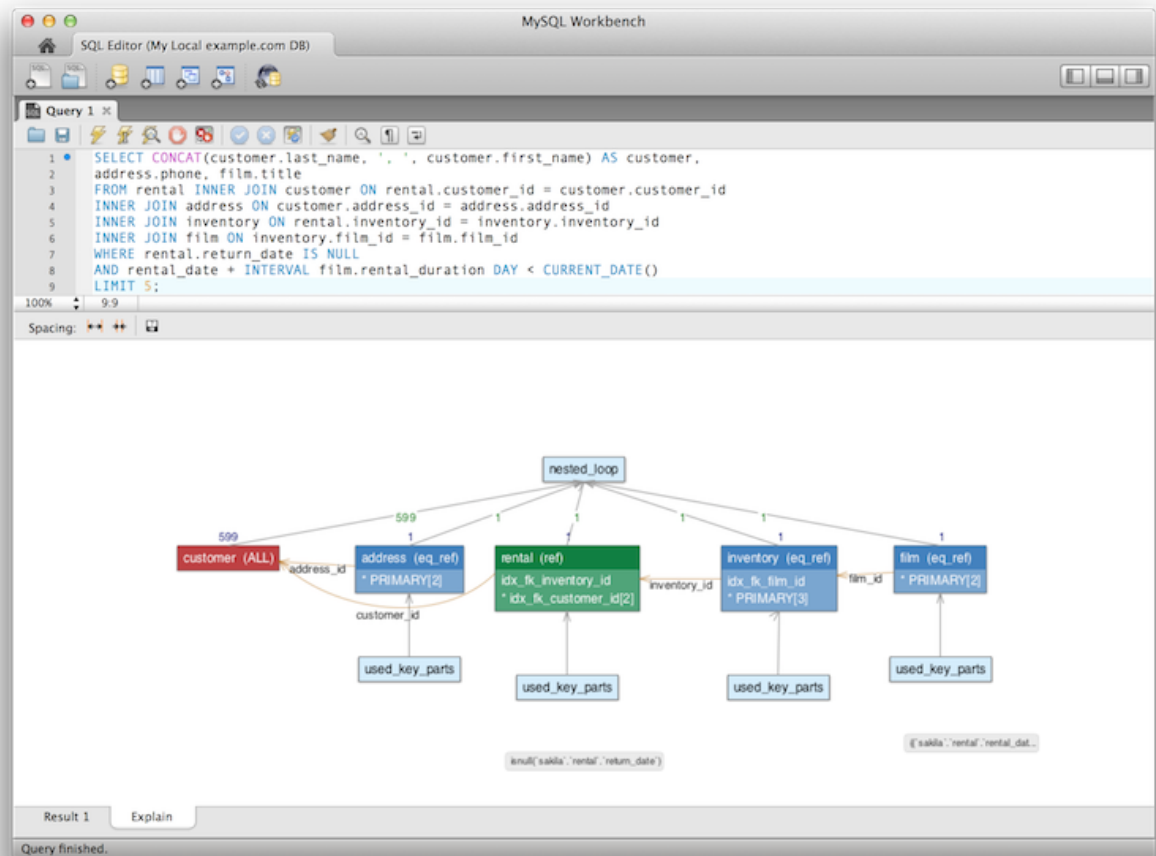 MySQL Workbench
SQL Editor (My Local example.com DB)
Query 1
1 SELECT CONCAT(customer.last_name, ', ', customer.first_name) AS customer,
2 address.phone, film.title
3 FROM rental INNER JOIN customer ON rental.customer_id = customer.customer_id
4 INNER JOIN address ON customer.address_id = address.address_id
5 INNER JOIN inventory ON rental.inventory_id = inventory.inventory_id
6 INNER JOIN film ON inventory.film_id = film.film_id
7 WHERE rental.return_date IS NULL
8 AND rental_date + INTERVAL film.rental_duration DAY < CURRENT_DATE()
9 LIMIT 5;
100% 9:9
Spacing:
nested_loop
599 1 1 1 1
599 1 1 1 1
customer (ALL) address (eq_ref) rental (ref) inventory (eq_ref) film (eq_ref)
address_id * PRIMARY[2] idx_fk_inventory_id inventory_id idx_fk_film_id film_id * PRIMARY[2]
* idx_fk_customer_id[2] * PRIMARY[3]
customer_id
used_key_parts used_key_parts used_key_parts used_key_parts
(`sakila`.`rental`.`rental_dat...
isnull(`sakila`.`rental`.`return_date`)
Result 1 Explain
Query finished.